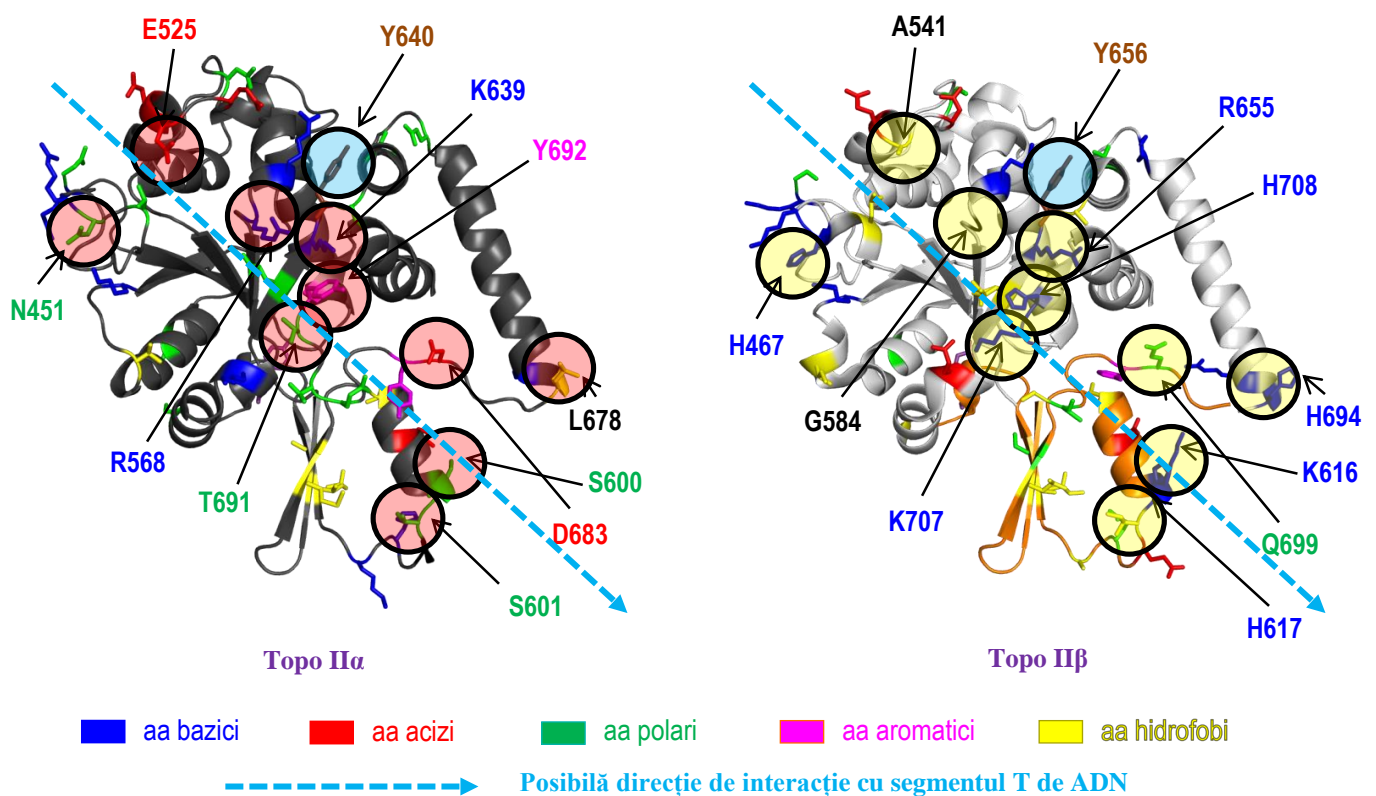 E525
Y640
K639
Y692
N451
R568
T691
L678
S600
D683
S601
Topo IIα
A541
Y656
R655
H708
H467
G584
K707
H694
K616
Q699
H617
Topo IIβ
aa bazici
aa acizi
aa polari
aa aromatici
aa hidrofobi
Posibilă direcție de interacție cu segmentul T de ADN